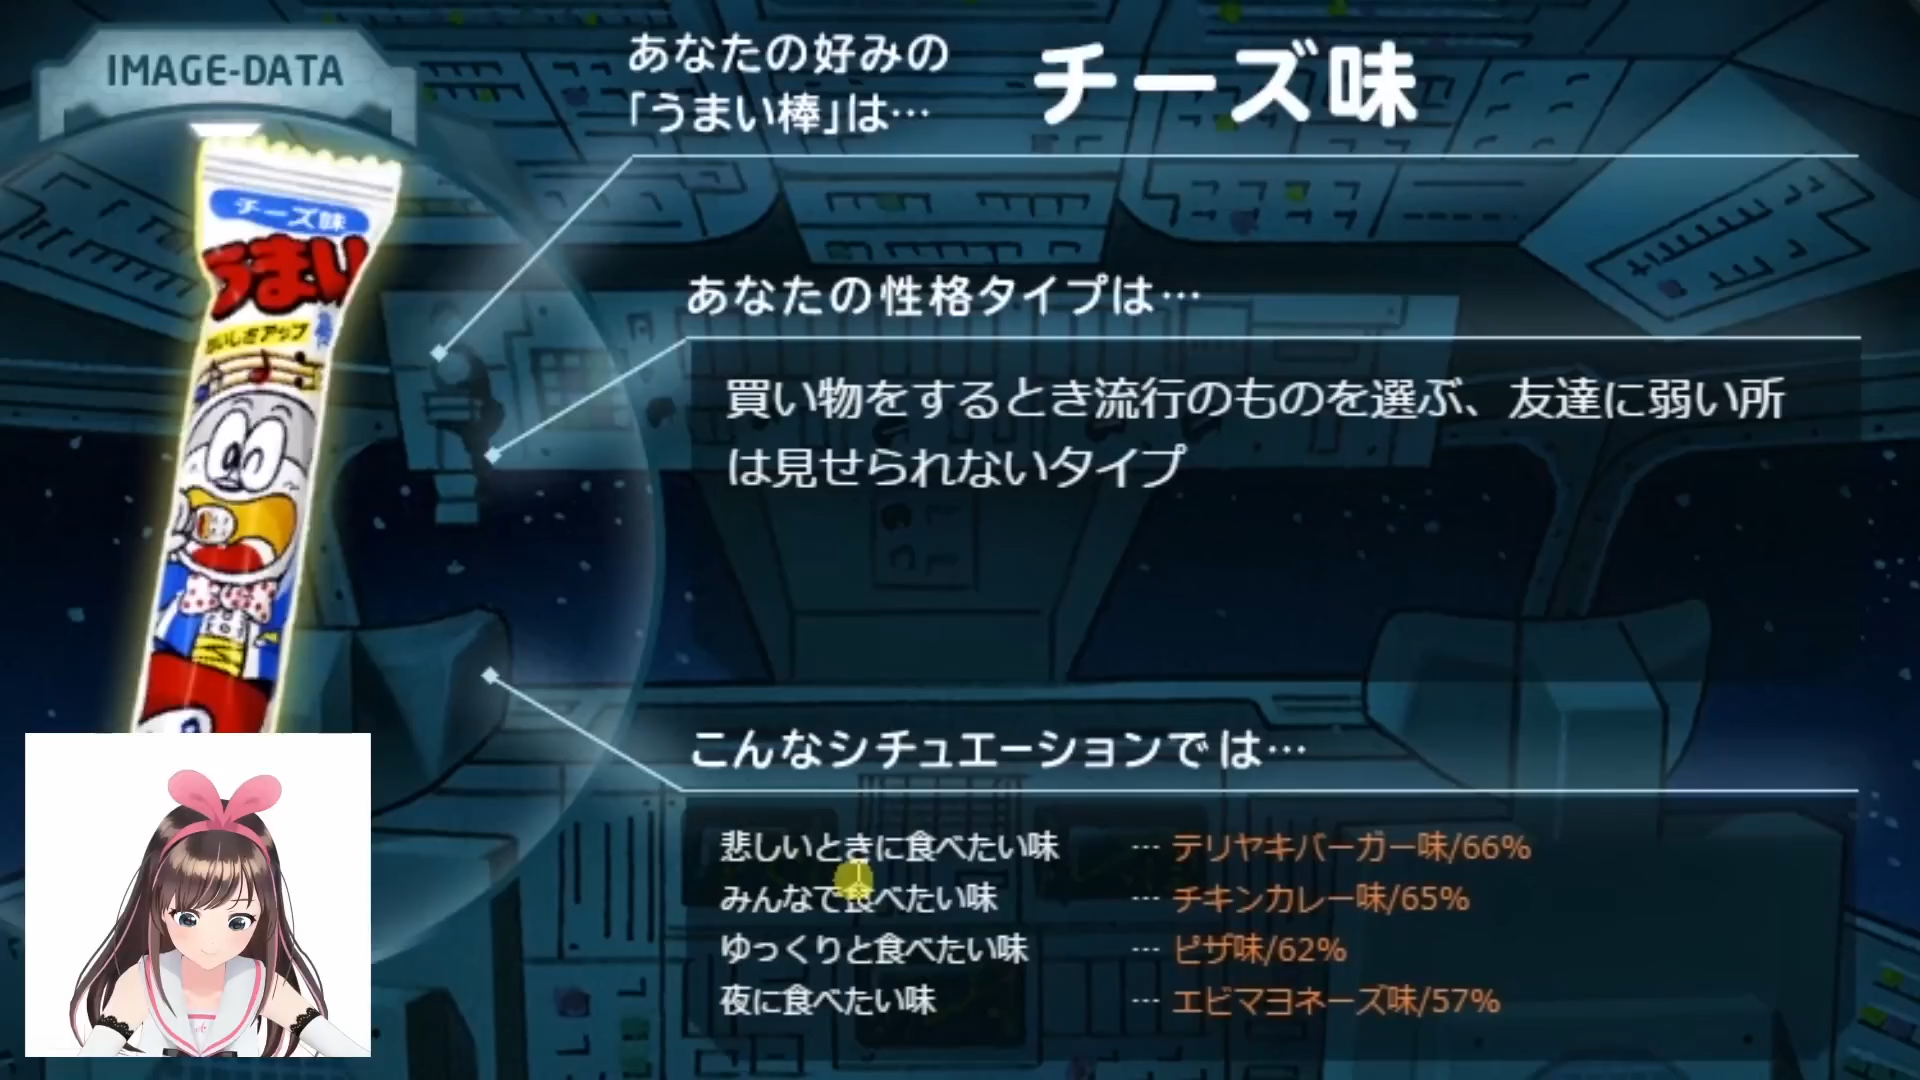 IMAGE-DATA
あなたの好みの
「うまい棒」は…
チーズ味
チーズ味
うまい
おいしさアップ
あなたの性格タイプは…
買い物をするとき流行のものを選ぶ、友達に弱い所
は見せられないタイプ
こんなシチュエーションでは…
悲しいときに食べたい味 … テリヤキバーガー味/66%
みんなで食べたい味 … チキンカレー味/65%
ゆっくりと食べたい味 … ピザ味/62%
夜に食べたい味 … エビマヨネーズ味/57%